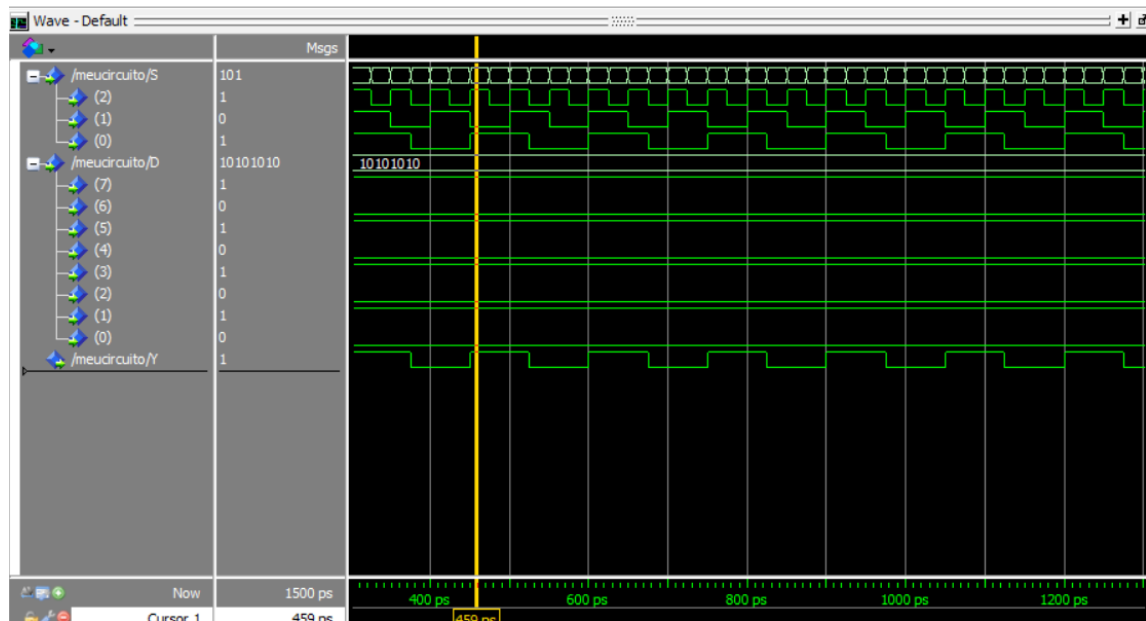 Wave - Default
Msgs
/meucircuito/S 101 
(2) 1
(1) 0
(0) 1
/meucircuito/D 10101010 10101010
(7) 1
(6) 0
(5) 1
(4) 0
(3) 1
(2) 0
(1) 1
(0) 0
/meucircuito/Y 1
Now 1500 ps 400 ps 600 ps 800 ps 1000 ps 1200 ps
Cursor 1 459 ps 459 ps